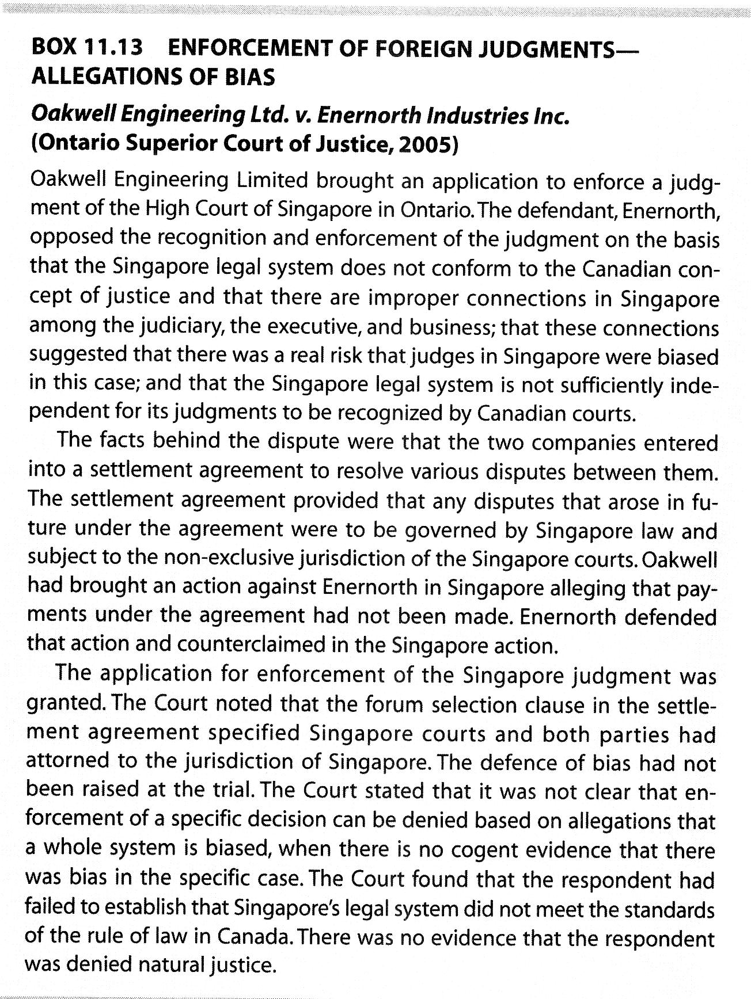 BOX 11.13 ENFORCEMENT OF FOREIGN JUDGMENTS—
ALLEGATIONS OF BIAS
Oakwell Engineering Ltd. v. Enernorth Industries Inc.
(Ontario Superior Court of Justice, 2005)
Oakwell Engineering Limited brought an application to enforce a judg-
ment of the High Court of Singapore in Ontario. The defendant, Enernorth,
opposed the recognition and enforcement of the judgment on the basis
that the Singapore legal system does not conform to the Canadian con-
cept of justice and that there are improper connections in Singapore
among the judiciary, the executive, and business; that these connections
suggested that there was a real risk that judges in Singapore were biased
in this case; and that the Singapore legal system is not sufficiently inde-
pendent for its judgments to be recognized by Canadian courts.
The facts behind the dispute were that the two companies entered
into a settlement agreement to resolve various disputes between them.
The settlement agreement provided that any disputes that arose in fu-
ture under the agreement were to be governed by Singapore law and
subject to the non-exclusive jurisdiction of the Singapore courts. Oakwell
had brought an action against Enernorth in Singapore alleging that pay-
ments under the agreement had not been made. Enernorth defended
that action and counterclaimed in the Singapore action.
The application for enforcement of the Singapore judgment was
granted. The Court noted that the forum selection clause in the settle-
ment agreement specified Singapore courts and both parties had
attorned to the jurisdiction of Singapore. The defence of bias had not
been raised at the trial. The Court stated that it was not clear that en-
forcement of a specific decision can be denied based on allegations that
a whole system is biased, when there is no cogent evidence that there
was bias in the specific case. The Court found that the respondent had
failed to establish that Singapore's legal system did not meet the standards
of the rule of law in Canada. There was no evidence that the respondent
was denied natural justice.